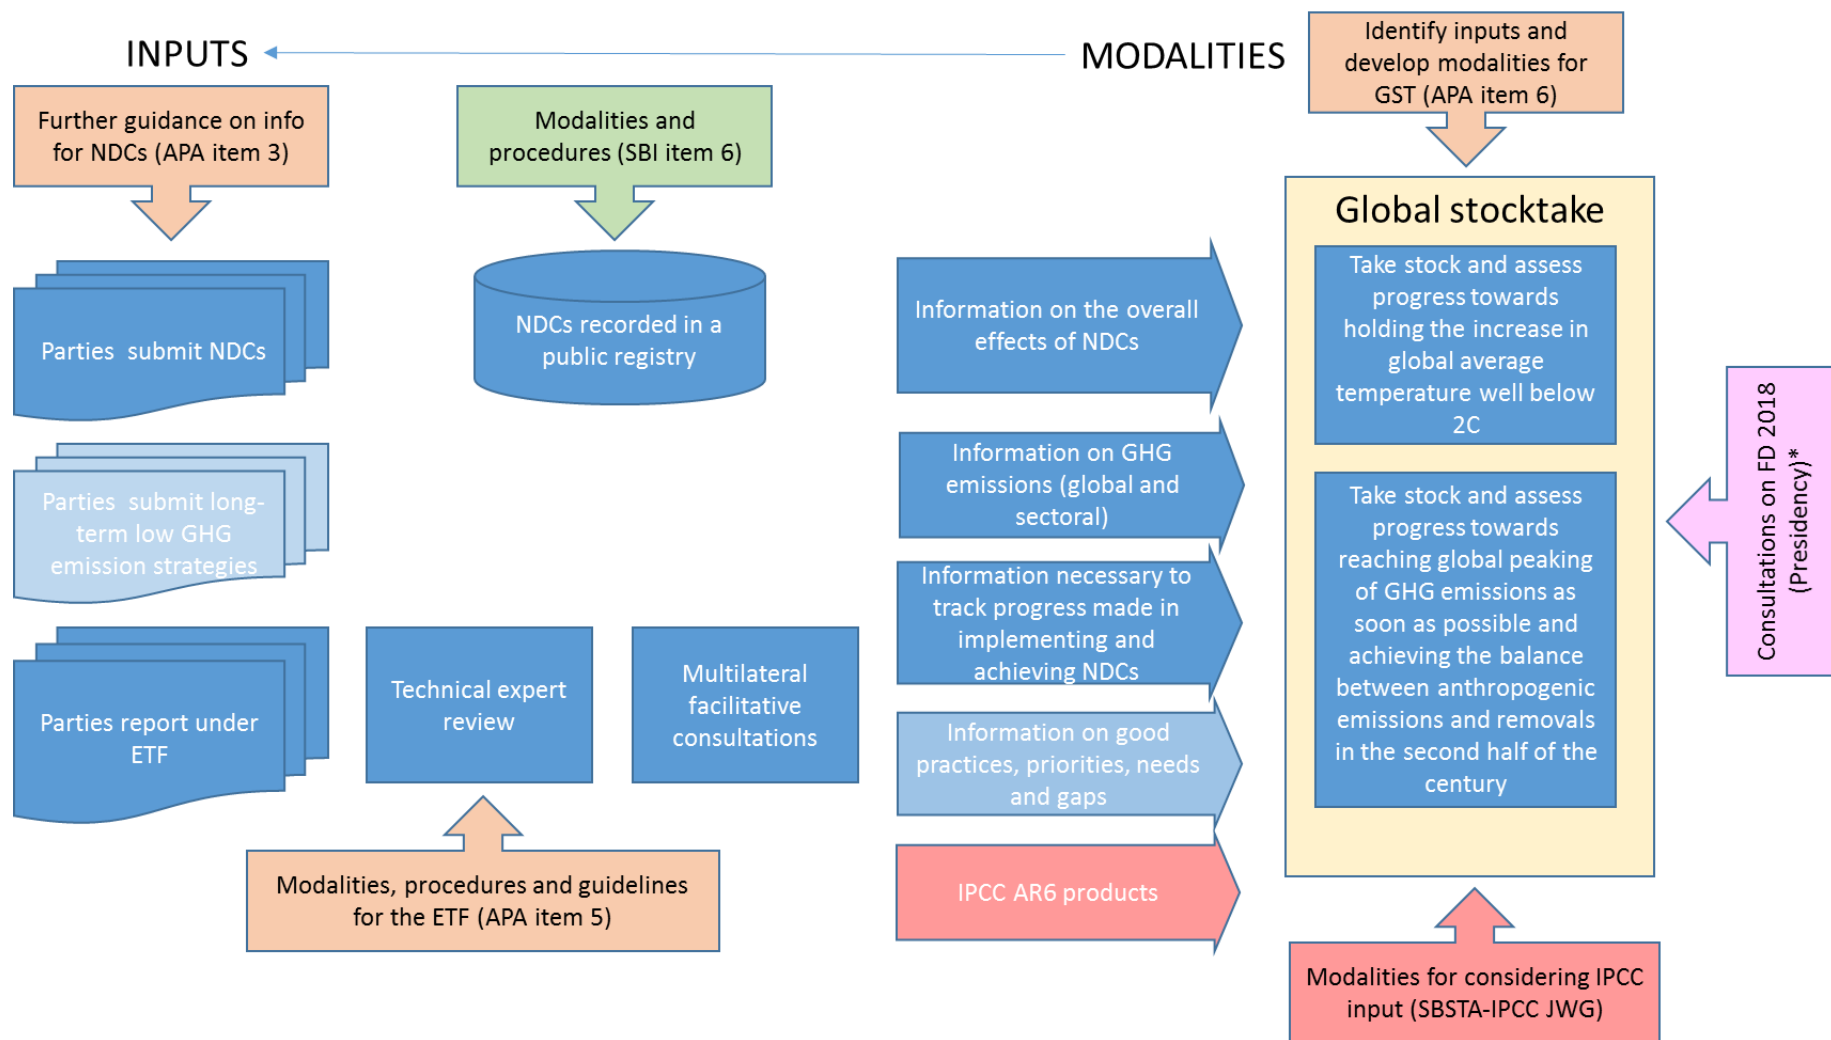 INPUTS
MODALITIES
Identify inputs and
develop modalities for
GST (APA item 6)
Further guidance on info
for NDCs (APA item 3)
Modalities and
procedures (SBI item 6)
Parties submit NDCs
NDCs recorded in a
public registry
Parties submit long-
term low GHG
emission strategies
Parties report under
ETF
Technical expert
review
Multilateral
facilitative
consultations
Modalities, procedures and guidelines
for the ETF (APA item 5)
Information on the overall
effects of NDCs
Information on GHG
emissions (global and
sectoral)
Information necessary to
track progress made in
implementing and
achieving NDCs
Information on good
practices, priorities, needs
and gaps
IPCC AR6 products
Global stocktake
Take stock and assess
progress towards
holding the increase in
global average
temperature well below
2C
Take stock and assess
progress towards
reaching global peaking
of GHG emissions as
soon as possible and
achieving the balance
between anthropogenic
emissions and removals
in the second half of the
century
Consultations on FD 2018
(Presidency)*
Modalities for considering IPCC
input (SBSTA-IPCC JWG)